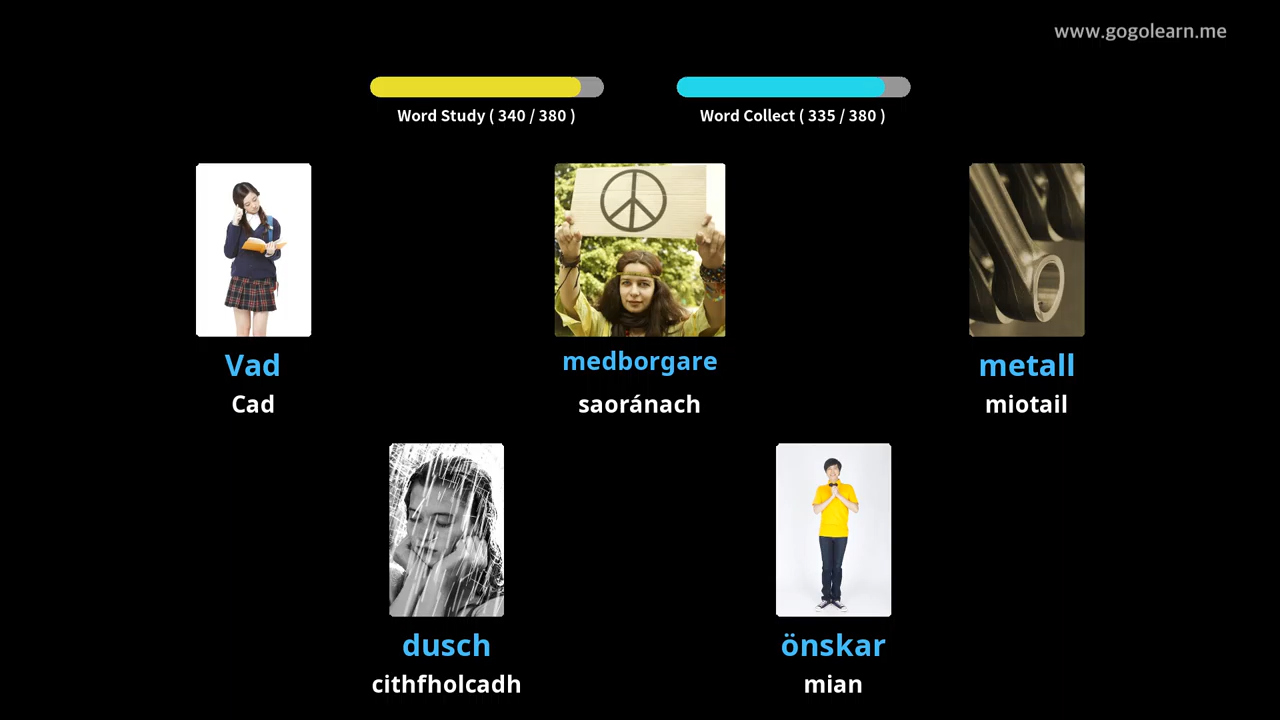 www.gogolearn.me
Word Study ( 340 / 380 )
Word Collect ( 335 / 380 )
Vad
Cad
medborgare
saoránach
metall
miotail
dusch
cithfholcadh
önskar
mian